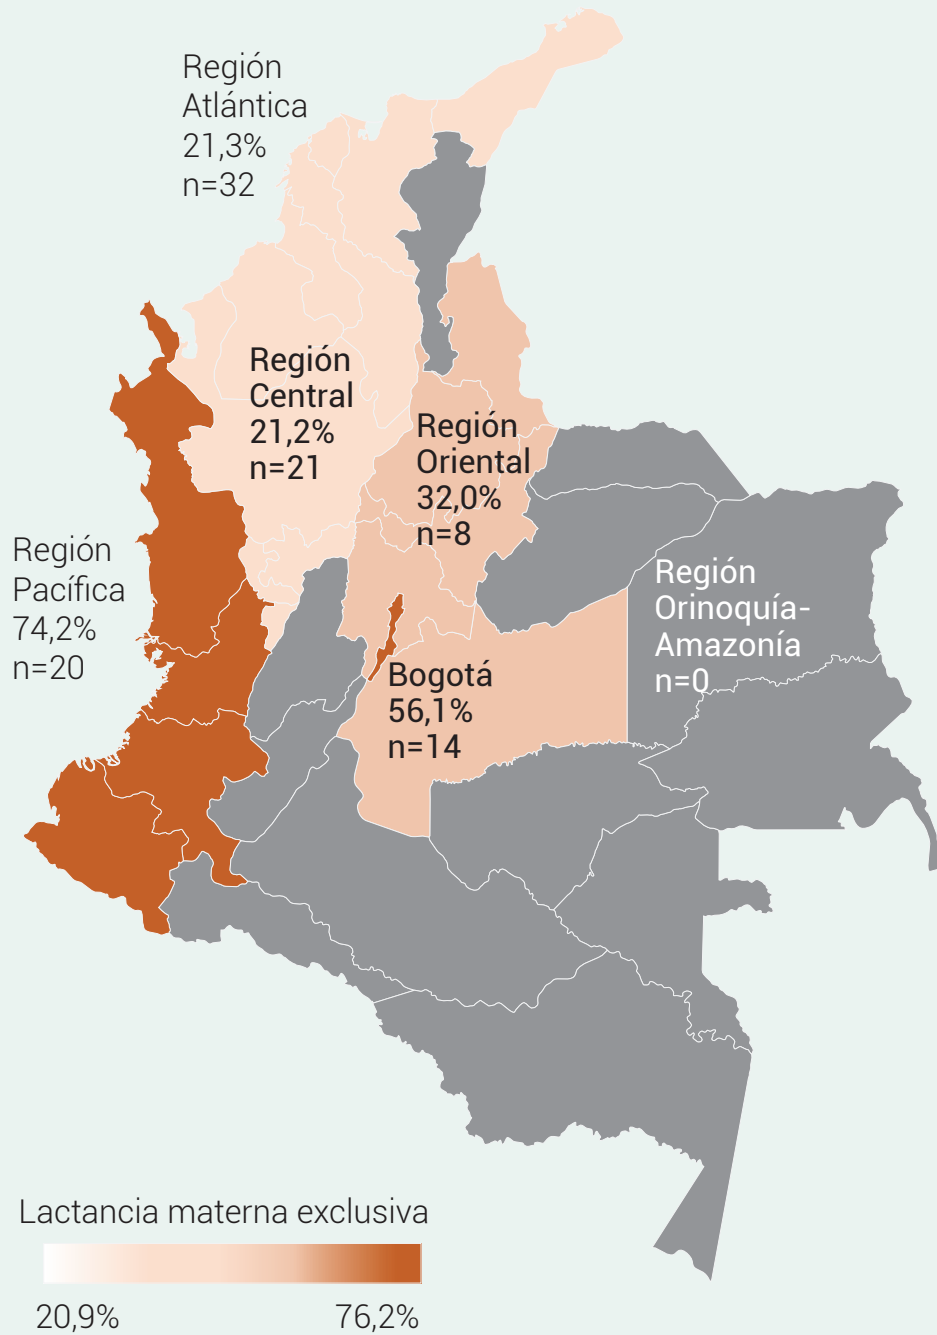 Región
Atlántica
21,3%
n=32
Región
Central
21,2%
n=21
Región
Oriental
32,0%
n=8
Región
Pacífica
74,2%
n=20
Región
Orinoquía-
Amazonía
n=0
Bogotá
56,1%
n=14
Lactancia materna exclusiva
20,9%
76,2%